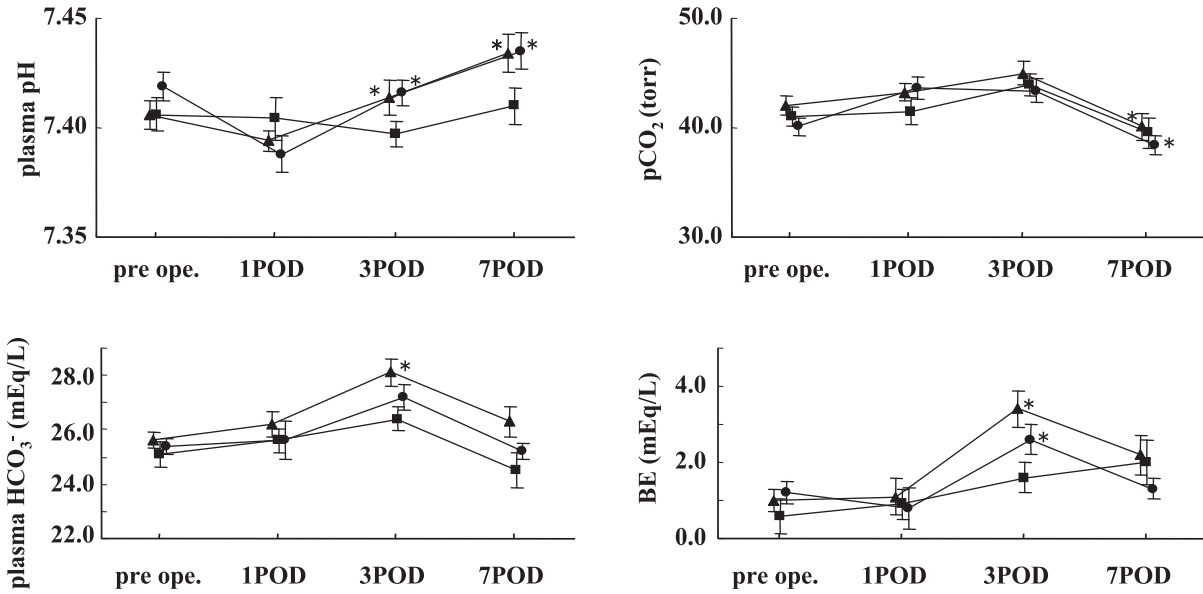 plasma pH
7.45
7.40
7.35
* * * *
pre ope. 1POD 3POD 7POD
pCO₂ (torr)
50.0
40.0
30.0
* *
pre ope. 1POD 3POD 7POD
plasma HCO₃- (mEq/L)
28.0
26.0
24.0
22.0
*
pre ope. 1POD 3POD 7POD
BE (mEq/L)
4.0
2.0
0.0
* *
pre ope. 1POD 3POD 7POD